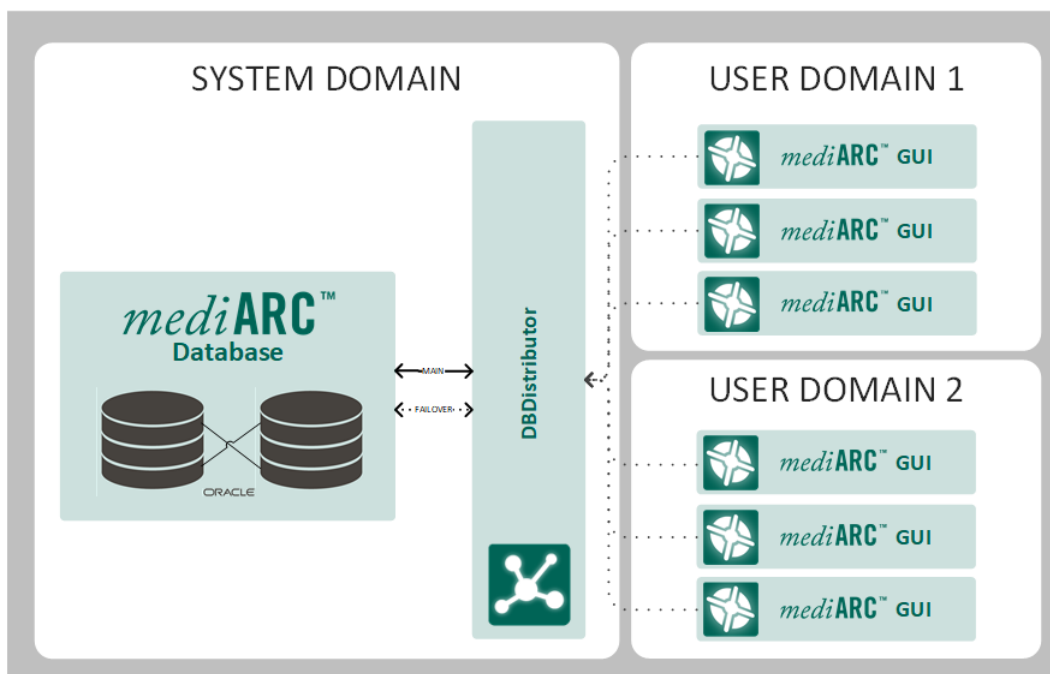 SYSTEM DOMAIN
mediARC™
Database
ORACLE
MAIN
FAILOVER
DBDistributor
USER DOMAIN 1
mediARC™ GUI
mediARC™ GUI
mediARC™ GUI
USER DOMAIN 2
mediARC™ GUI
mediARC™ GUI
mediARC™ GUI